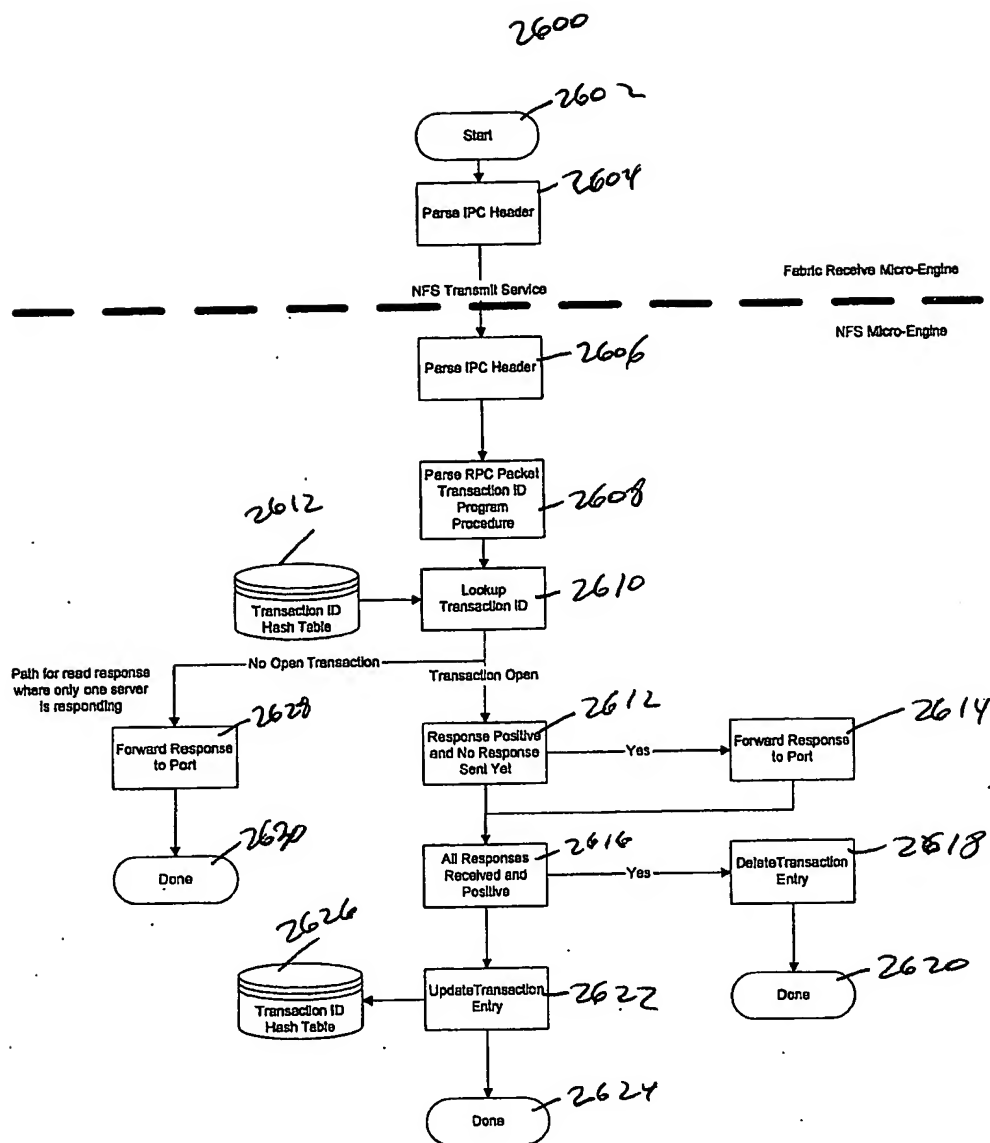 2600
2602
Start
2604
Parse IPC Header
Fabric Receive Micro-Engine
NFS Transmit Service
NFS Micro-Engine
2606
Parse IPC Header
Parse RPC Packet
Transaction ID
Program
Procedure
2608
2612
Lookup
Transaction ID
2610
Transaction ID
Hash Table
No Open Transaction
Transaction Open
Path for read response
where only one server
is responding
2628
Forward Response
to Port
2612
Response Positive
and No Response
Sent Yet
Yes
2614
Forward Response
to Port
2630
Done
2616
All Responses
Received and
Positive
Yes
2618
DeleteTransaction
Entry
2626
Transaction ID
Hash Table
UpdateTransaction
Entry
2622
2620
Done
2624
Done